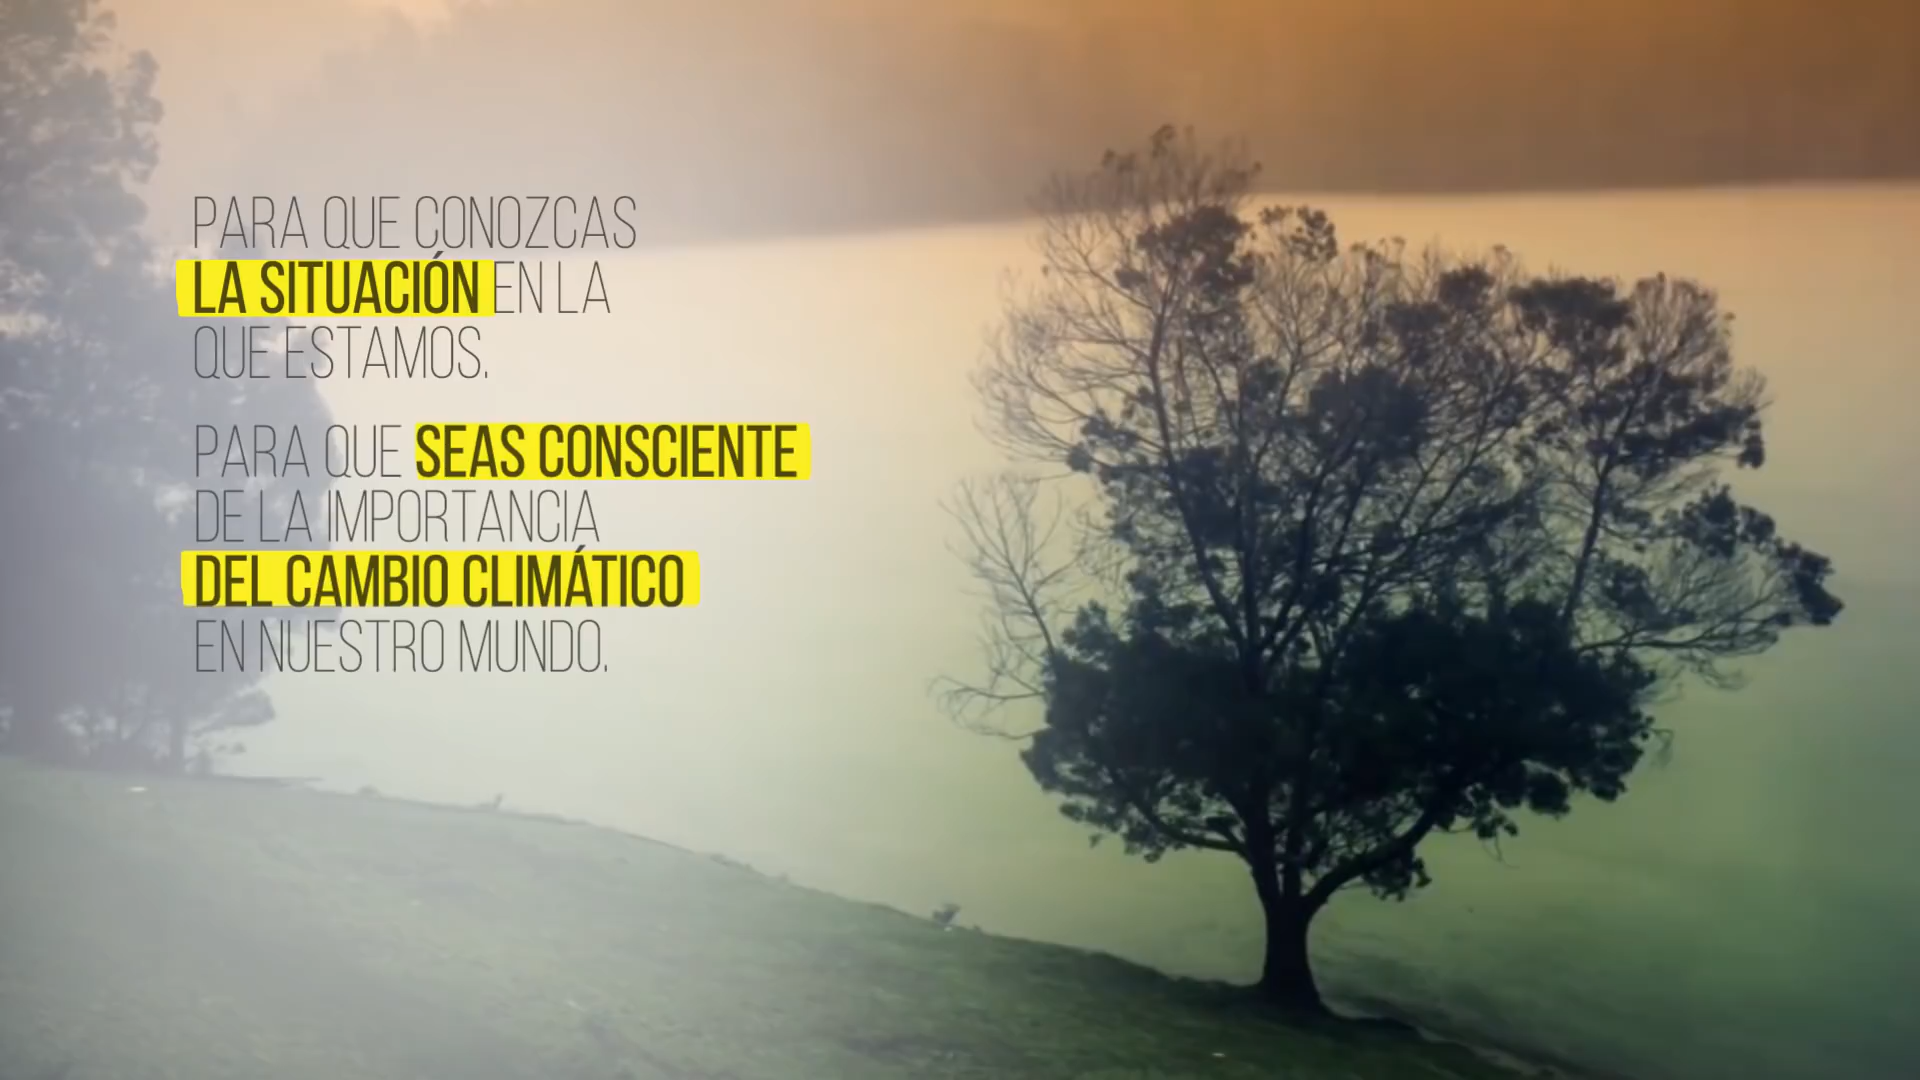 PARA QUE CONOZCAS
LA SITUACIÓN EN LA
QUE ESTAMOS.
PARA QUE SEAS CONSCIENTE
DE LA IMPORTANCIA
DEL CAMBIO CLIMÁTICO
EN NUESTRO MUNDO.